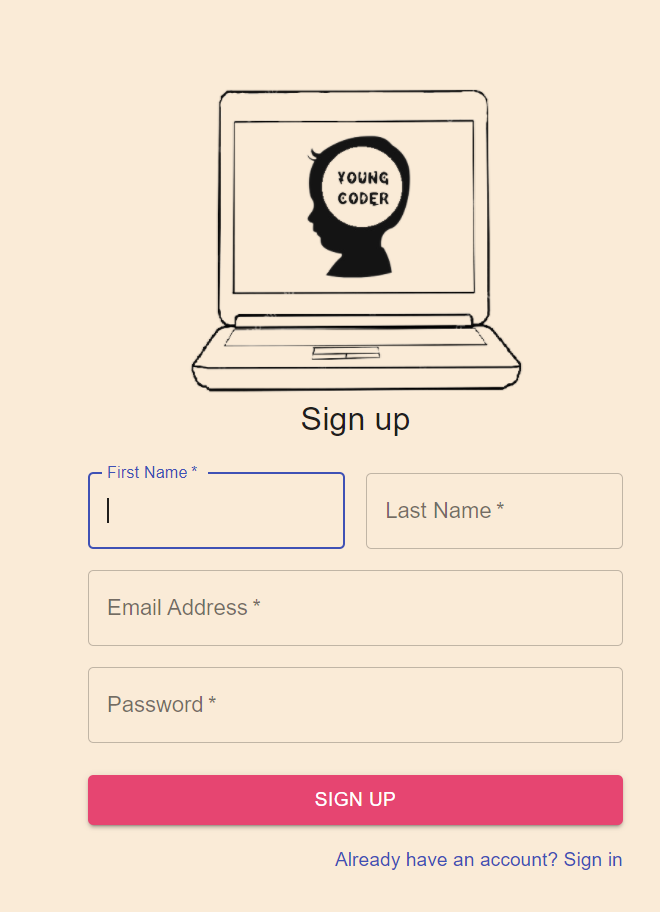 YOUNG
CODER
Sign up
First Name *
Last Name *
Email Address *
Password *
SIGN UP
Already have an account? Sign in